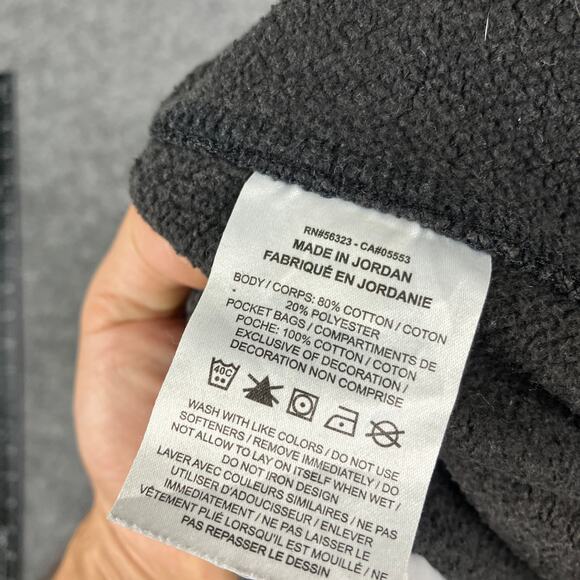 RN#56323 - CA#05553
MADE IN JORDAN
FABRIQUÉ EN JORDANIE
BODY / CORPS: 80% COTTON / COTON
20% POLYESTER
POCKET BAGS / COMPARTIMENTS DE
POCHE: 100% COTTON / COTON
EXCLUSIVE OF DECORATION /
DECORATION NON COMPRISE
40C
WASH WITH LIKE COLORS / DO NOT USE
SOFTENERS / REMOVE IMMEDIATELY / DO
NOT ALLOW TO LAY ON ITSELF WHEN WET /
DO NOT IRON DESIGN
LAVER AVEC COULEURS SIMILAIRES / NE PAS
UTILISER D'ADOUCISSEUR / ENLEVER
IMMEDIATEMENT / NE PAS LAISSER LE
VÊTEMENT PLIÉ LORSQU'IL EST MOUILLÉ / NE
PAS REPASSER LE DESSIN